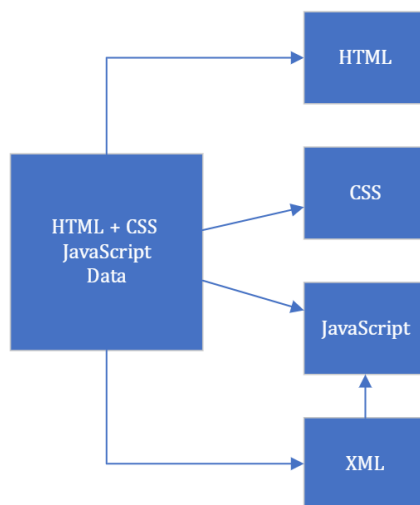 HTML
CSS
HTML + CSS
JavaScript
Data
JavaScript
XML